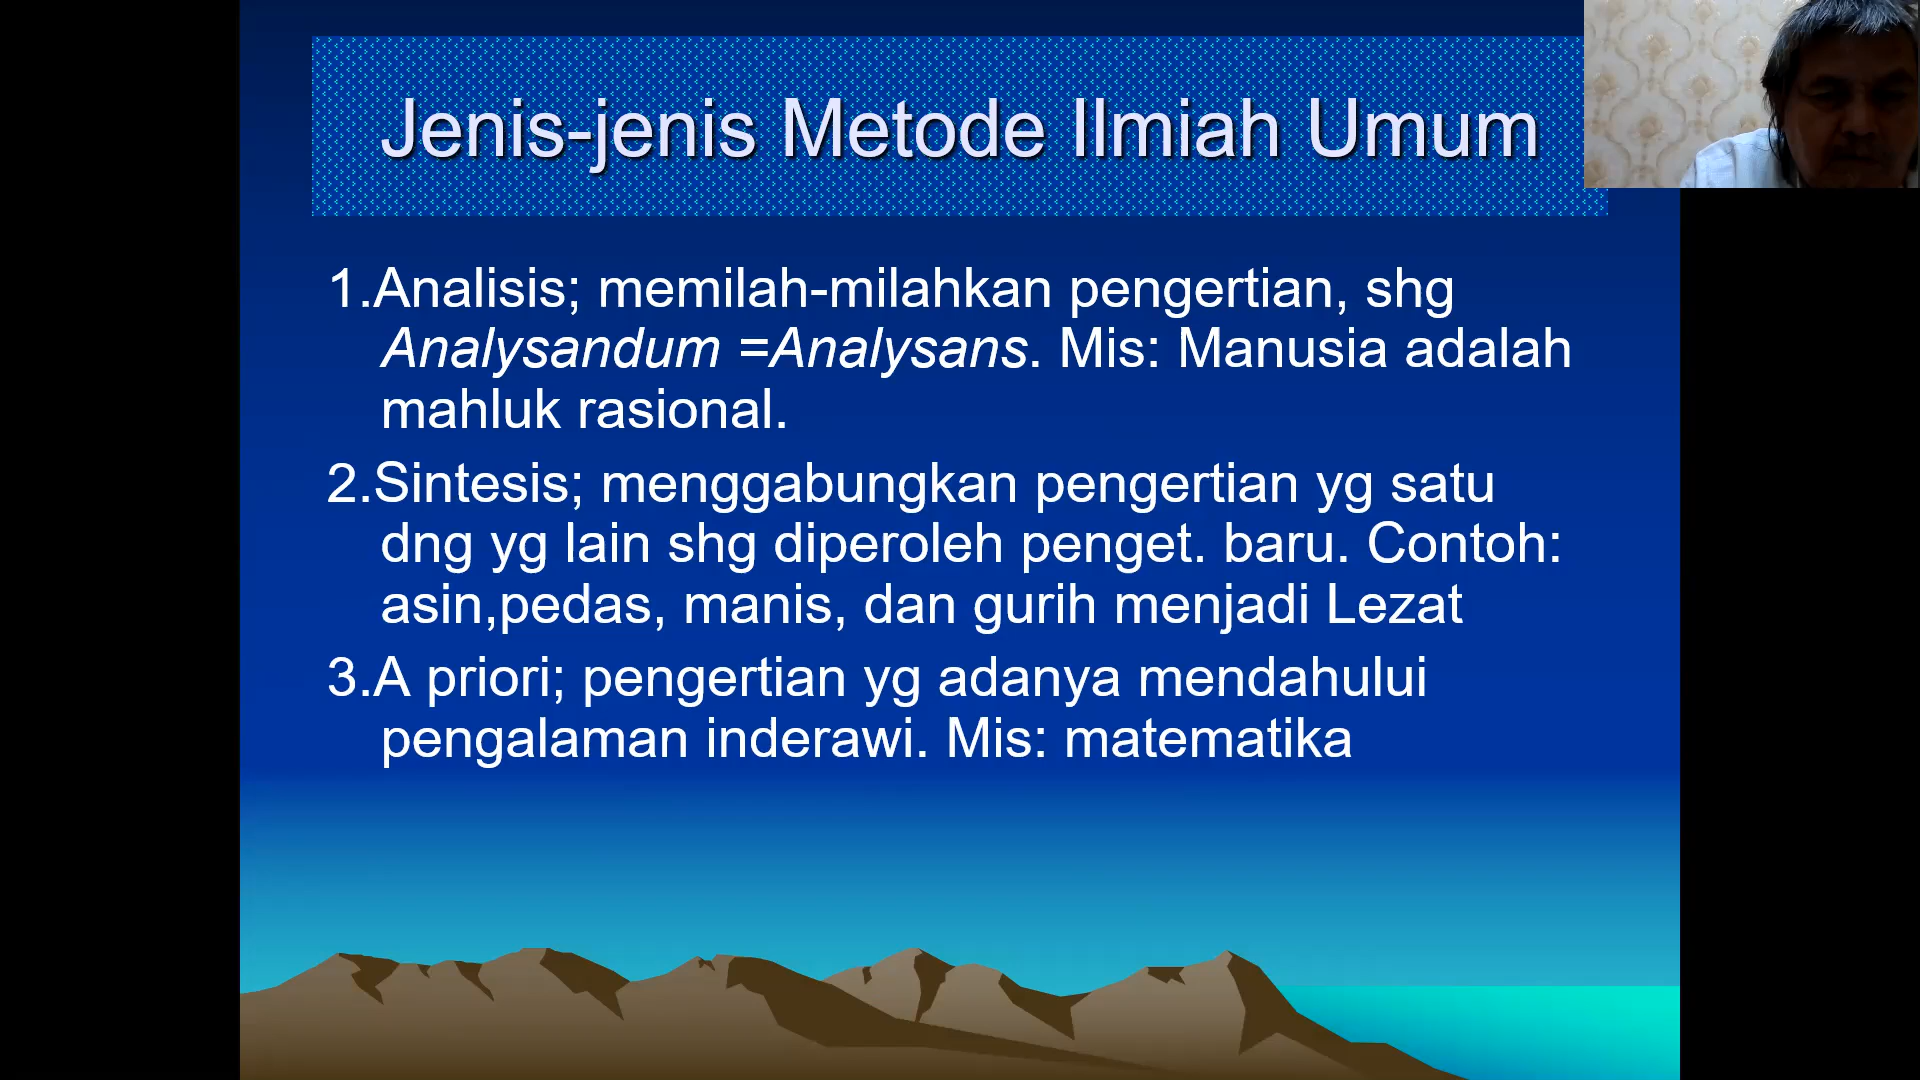 Jenis-jenis Metode Ilmiah Umum
1.Analisis; memilah-milahkan pengertian, shg
Analysandum =Analysans. Mis: Manusia adalah
mahluk rasional.
2.Sintesis; menggabungkan pengertian yg satu
dng yg lain shg diperoleh penget. baru. Contoh:
asin,pedas, manis, dan gurih menjadi Lezat
3.A priori; pengertian yg adanya mendahului
pengalaman inderawi. Mis: matematika